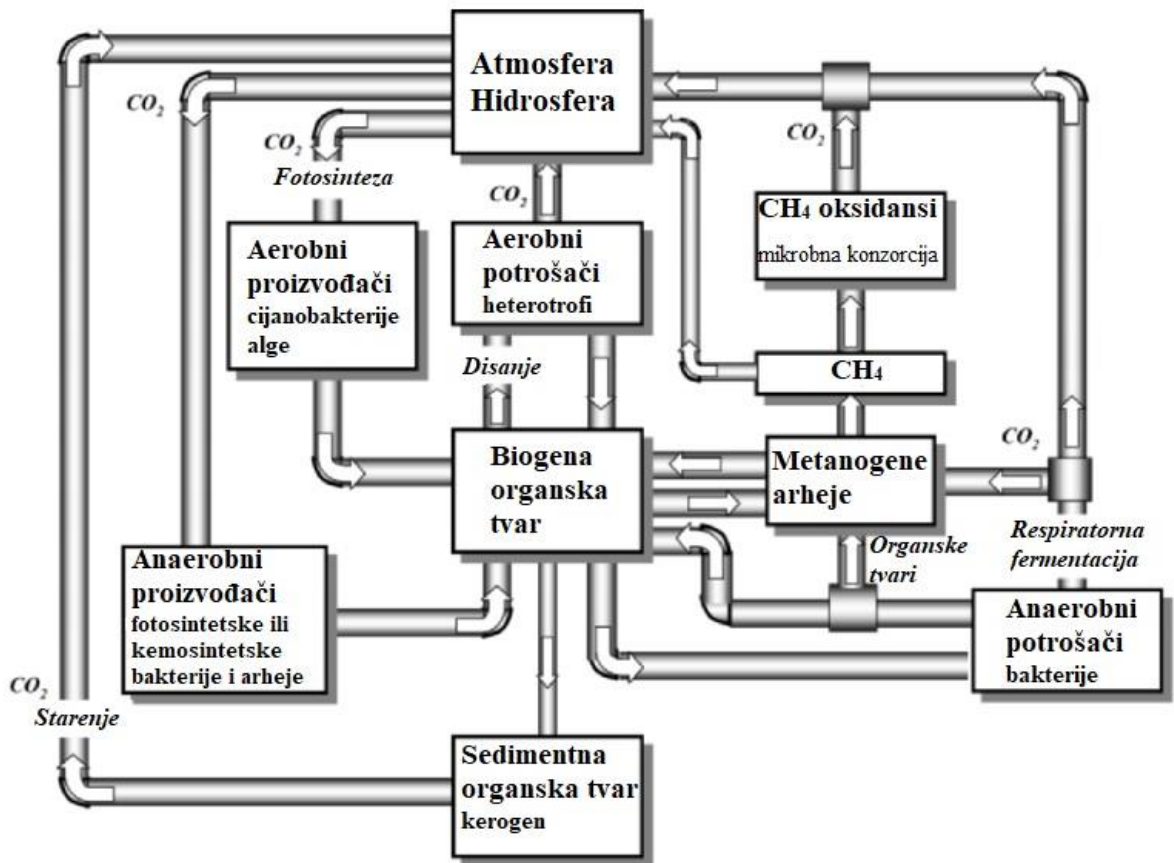 Atmosfera
Hidrosfera
CO₂
CO₂
Fotosinteza
CO₂
CO₂
Aerobni
proizvođači
cijanobakterije
alge
Aerobni
potrošači
heterotrofi
CH₄ oksidansi
mikrobna konzorcija
Disanje
CH₄
Biogena
organska
tvar
Metanogene
arheje
CO₂
Organske
tvari
Respiratorna
fermentacija
Anaerobni
proizvođači
fotosintetske ili
kemosintetske
bakterije i arheje
Anaerobni
potrošači
bakterije
CO₂
Starenje
Sedimentna
organska tvar
kerogen